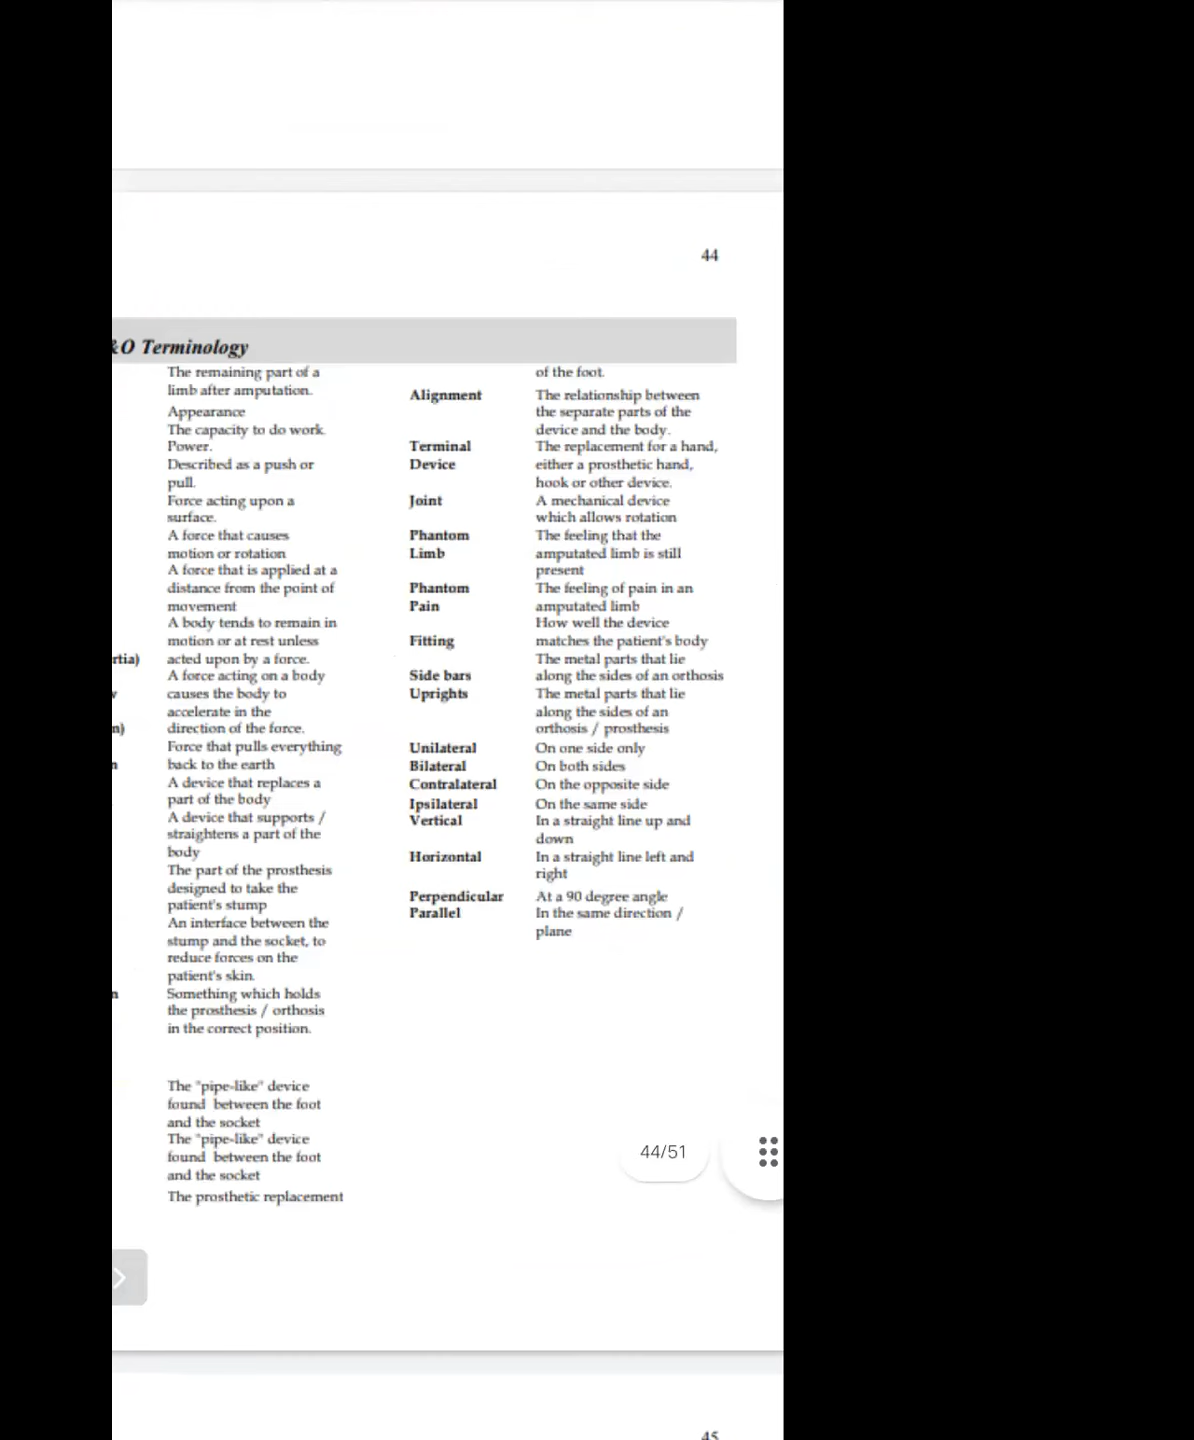 44
&O Terminology
The remaining part of a
limb after amputation.
Appearance
The capacity to do work.
Power.
Described as a push or
pull.
Force acting upon a
surface.
A force that causes
motion or rotation
A force that is applied at a
distance from the point of
movement
A body tends to remain in
motion or at rest unless
rtia) acted upon by a force.
A force acting on a body
causes the body to
accelerate in the
n) direction of the force.
Force that pulls everything
n back to the earth
A device that replaces a
part of the body
A device that supports /
straightens a part of the
body
The part of the prosthesis
designed to take the
patient's stump
An interface between the
stump and the socket, to
reduce forces on the
patient's skin.
n Something which holds
the prosthesis / orthosis
in the correct position.
The "pipe-like" device
found between the foot
and the socket
The "pipe-like" device
found between the foot
and the socket
The prosthetic replacement
of the foot.
Alignment The relationship between
the separate parts of the
device and the body.
Terminal The replacement for a hand,
Device either a prosthetic hand,
hook or other device.
Joint A mechanical device
which allows rotation
Phantom The feeling that the
Limb amputated limb is still
present
Phantom The feeling of pain in an
Pain amputated limb
How well the device
Fitting matches the patient's body
The metal parts that lie
Side bars along the sides of an orthosis
Uprights The metal parts that lie
along the sides of an
orthosis / prosthesis
Unilateral On one side only
Bilateral On both sides
Contralateral On the opposite side
Ipsilateral On the same side
Vertical In a straight line up and
down
Horizontal In a straight line left and
right
Perpendicular At a 90 degree angle
Parallel In the same direction /
plane
44/51
45